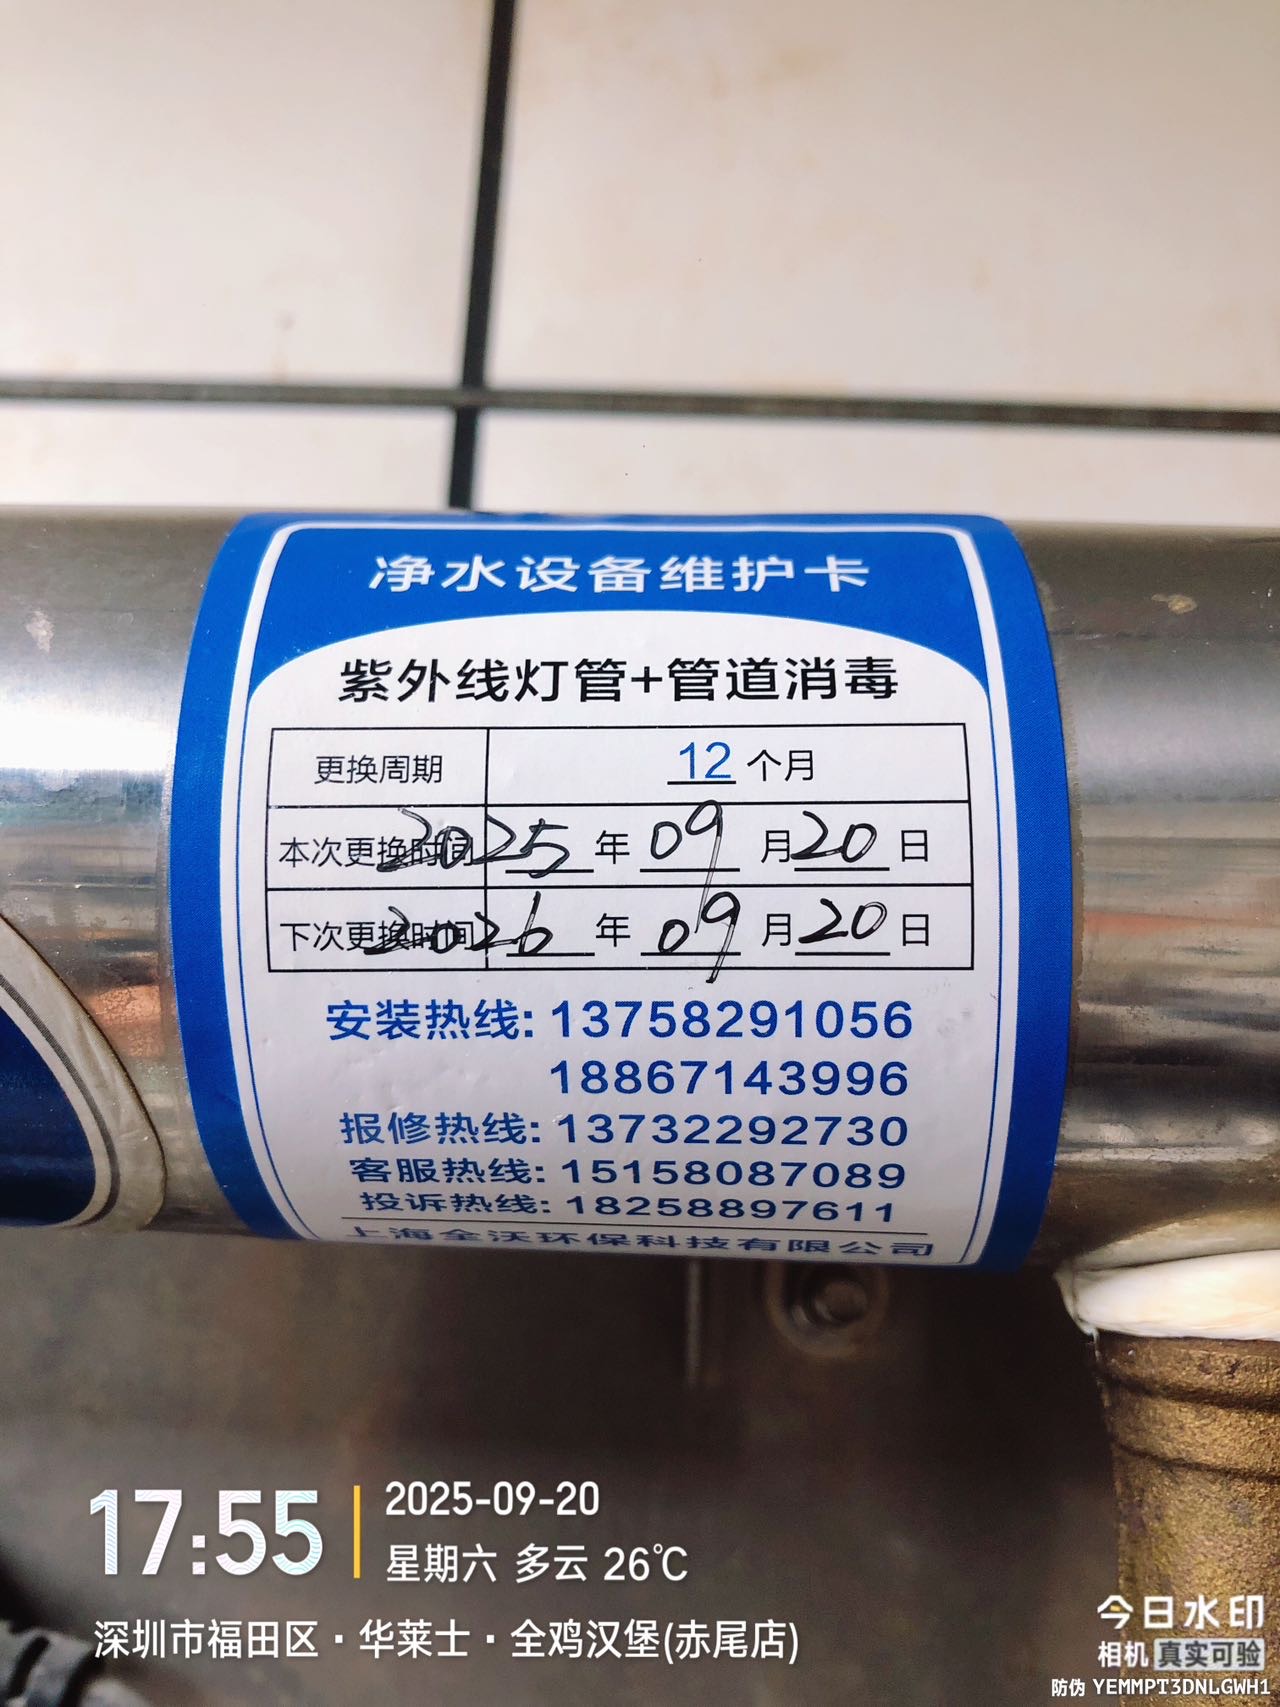 净水设备维护卡
紫外线灯管+管道消毒
更换周期 12 个月
本次更换时间 2025 年 09 月 20 日
下次更换时间 2026 年 09 月 20 日
安装热线: 13758291056
18867143996
报修热线: 13732292730
客服热线: 15158087089
投诉热线: 18258897611
上海全沃环保科技有限公司
17:55
2025-09-20
星期六 多云 26℃
深圳市福田区·华莱士·全鸡汉堡(赤尾店)
今日水印
相机 真实可验
防伪 YEMMPT3DNLGWH1